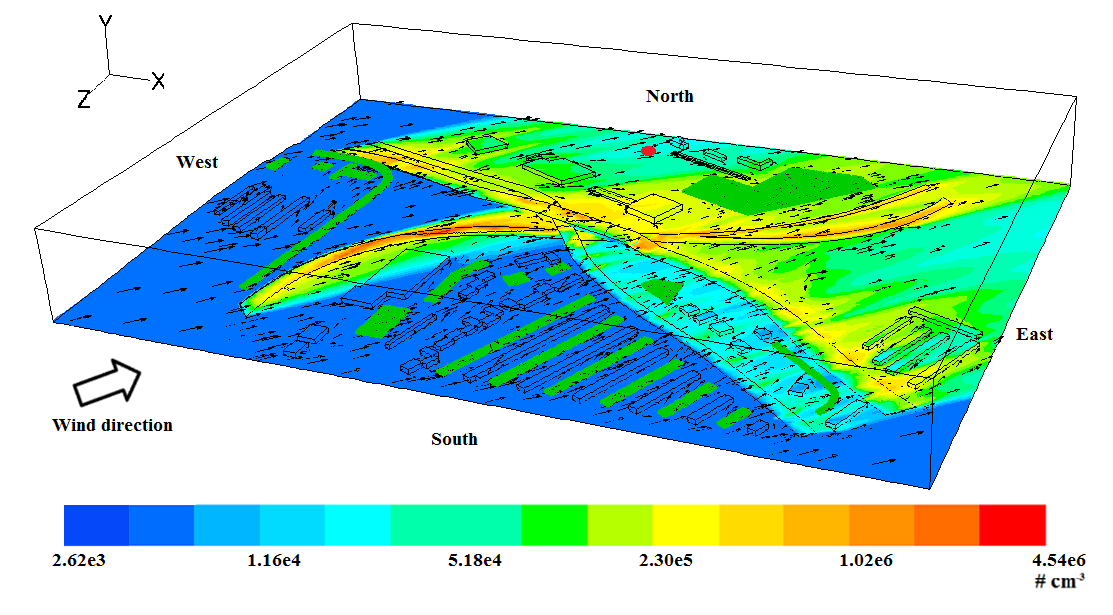 Y
X
Z
North
West
East
Wind direction
South
2.62e3 1.16e4 5.18e4 2.30e5 1.02e6 4.54e6
# cm⁻³